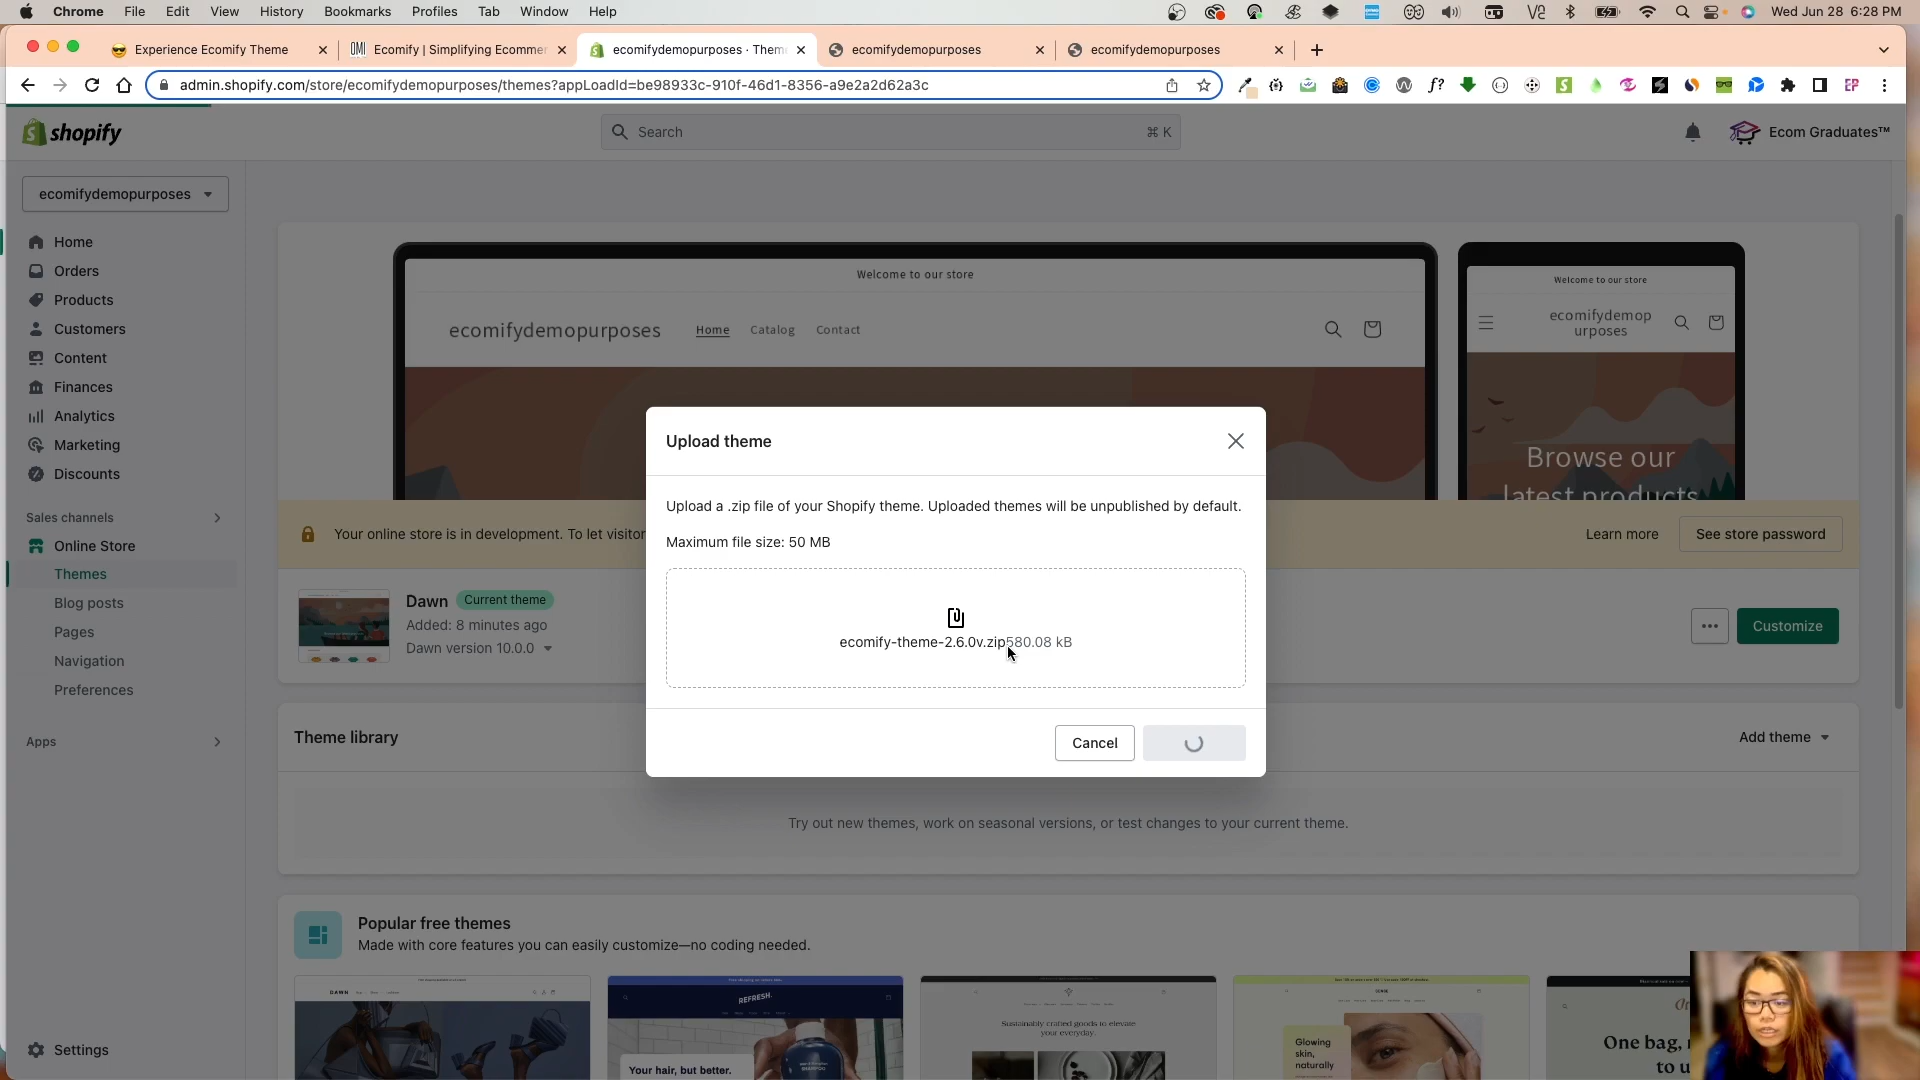 Chrome File Edit View History Bookmarks Profiles Tab Window Help
Wed Jun 28 6:28 PM
Experience Ecomify Theme
Ecomify | Simplifying Ecommer
ecomifydemopurposes · Them
ecomifydemopurposes
ecomifydemopurposes
admin.shopify.com/store/ecomifydemopurposes/themes?appLoadId=be98933c-910f-46d1-8356-a9e2a2d62a3c
shopify
Search
⌘ K
Ecom Graduates™
ecomifydemopurposes
Home
Orders
Products
Customers
Content
Finances
Analytics
Marketing
Discounts
Sales channels
Online Store
Themes
Blog posts
Pages
Navigation
Preferences
Apps
Settings
Welcome to our store
ecomifydemopurposes Home Catalog Contact
Welcome to our store
ecomifydemop
urposes
Browse our
latest products
Your online store is in development. To let visitor
Learn more
See store password
Dawn
Current theme
Added: 8 minutes ago
Dawn version 10.0.0
Customize
Upload theme
Upload a .zip file of your Shopify theme. Uploaded themes will be unpublished by default.
Maximum file size: 50 MB
ecomify-theme-2.6.0v.zip580.08 kB
Cancel
Theme library
Add theme
Try out new themes, work on seasonal versions, or test changes to your current theme.
Popular free themes
Made with core features you can easily customize—no coding needed.
DAWN
REFRESH.
Your hair, but better.
Sustainably crafted goods to elevate
your everyday.
Glowing
skin,
naturally
One bag,
to u